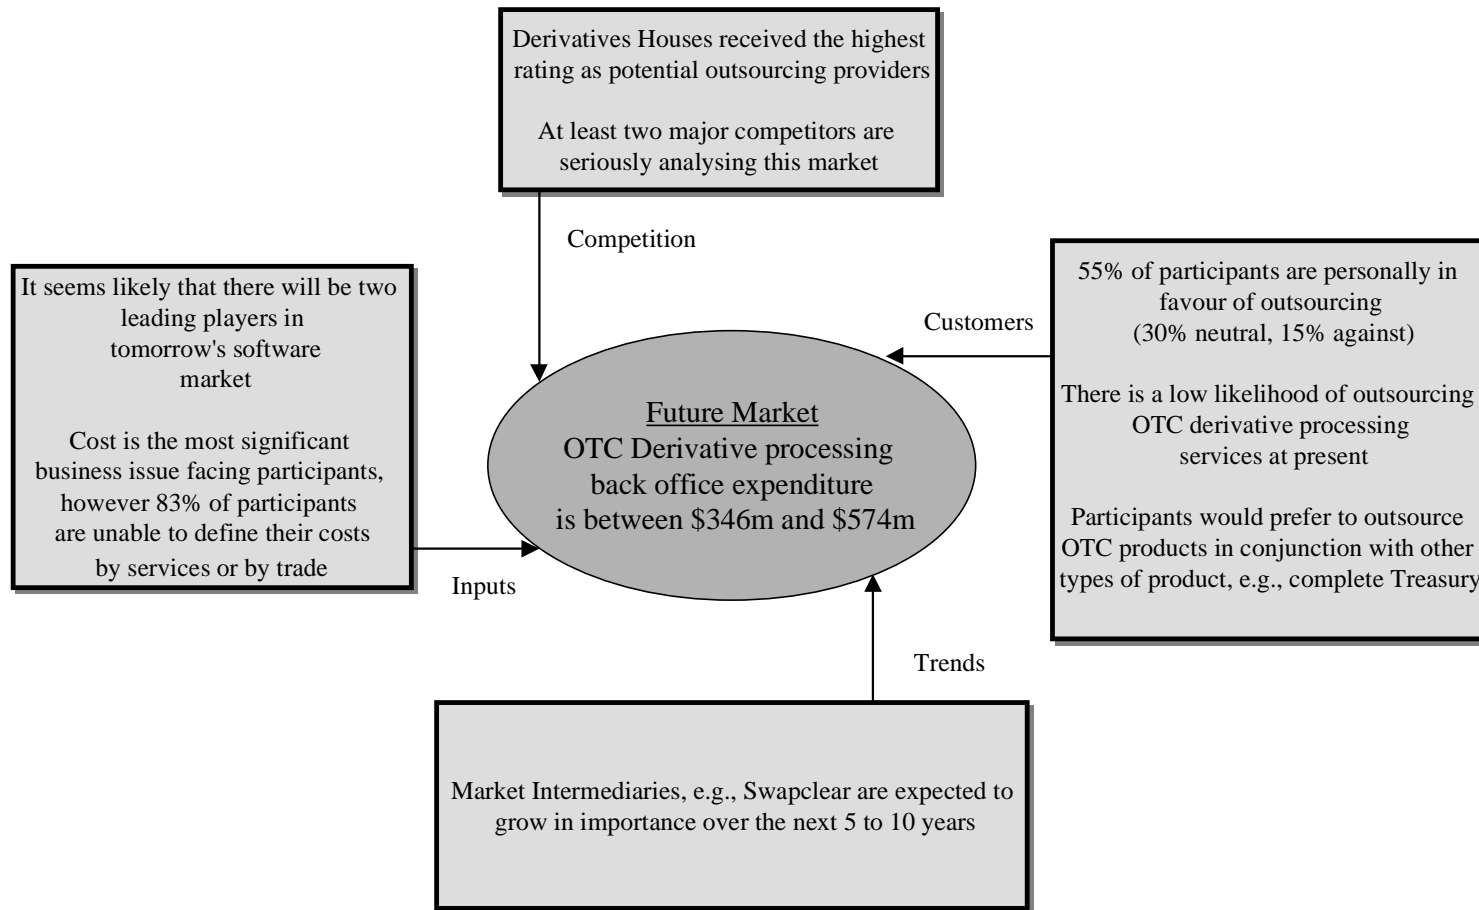 Derivatives Houses received the highest
rating as potential outsourcing providers
At least two major competitors are
seriously analysing this market
Competition
It seems likely that there will be two
leading players in
tomorrow's software
market
Cost is the most significant
business issue facing participants,
however 83% of participants
are unable to define their costs
by services or by trade
Inputs
Future Market
OTC Derivative processing
back office expenditure
is between $346m and $574m
Customers
55% of participants are personally in
favour of outsourcing
(30% neutral, 15% against)
There is a low likelihood of outsourcing
OTC derivative processing
services at present
Participants would prefer to outsource
OTC products in conjunction with other
types of product, e.g., complete Treasury
Trends
Market Intermediaries, e.g., Swapclear are expected to
grow in importance over the next 5 to 10 years